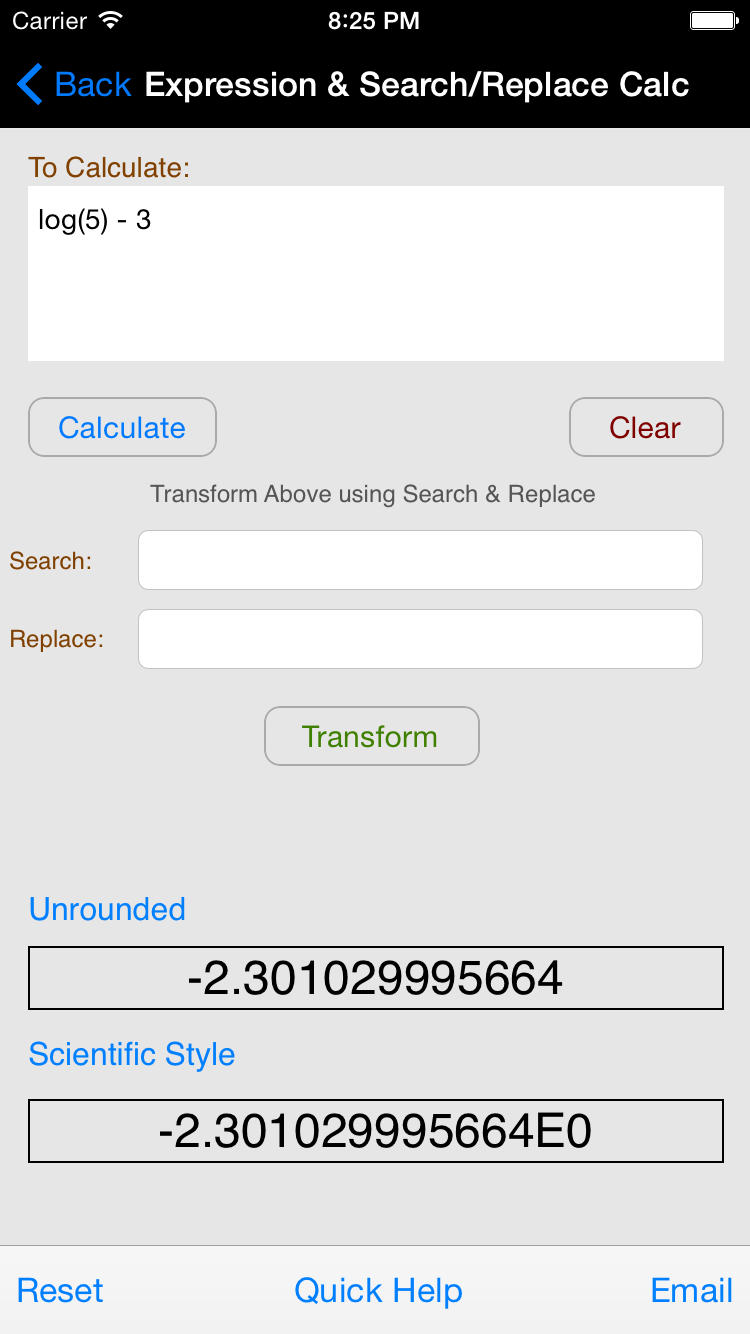 Carrier 8:25 PM
Back Expression & Search/Replace Calc
To Calculate:
log(5) - 3
Calculate Clear
Transform Above using Search & Replace
Search:
Replace:
Transform
Unrounded
-2.301029995664
Scientific Style
-2.301029995664E0
Reset Quick Help Email